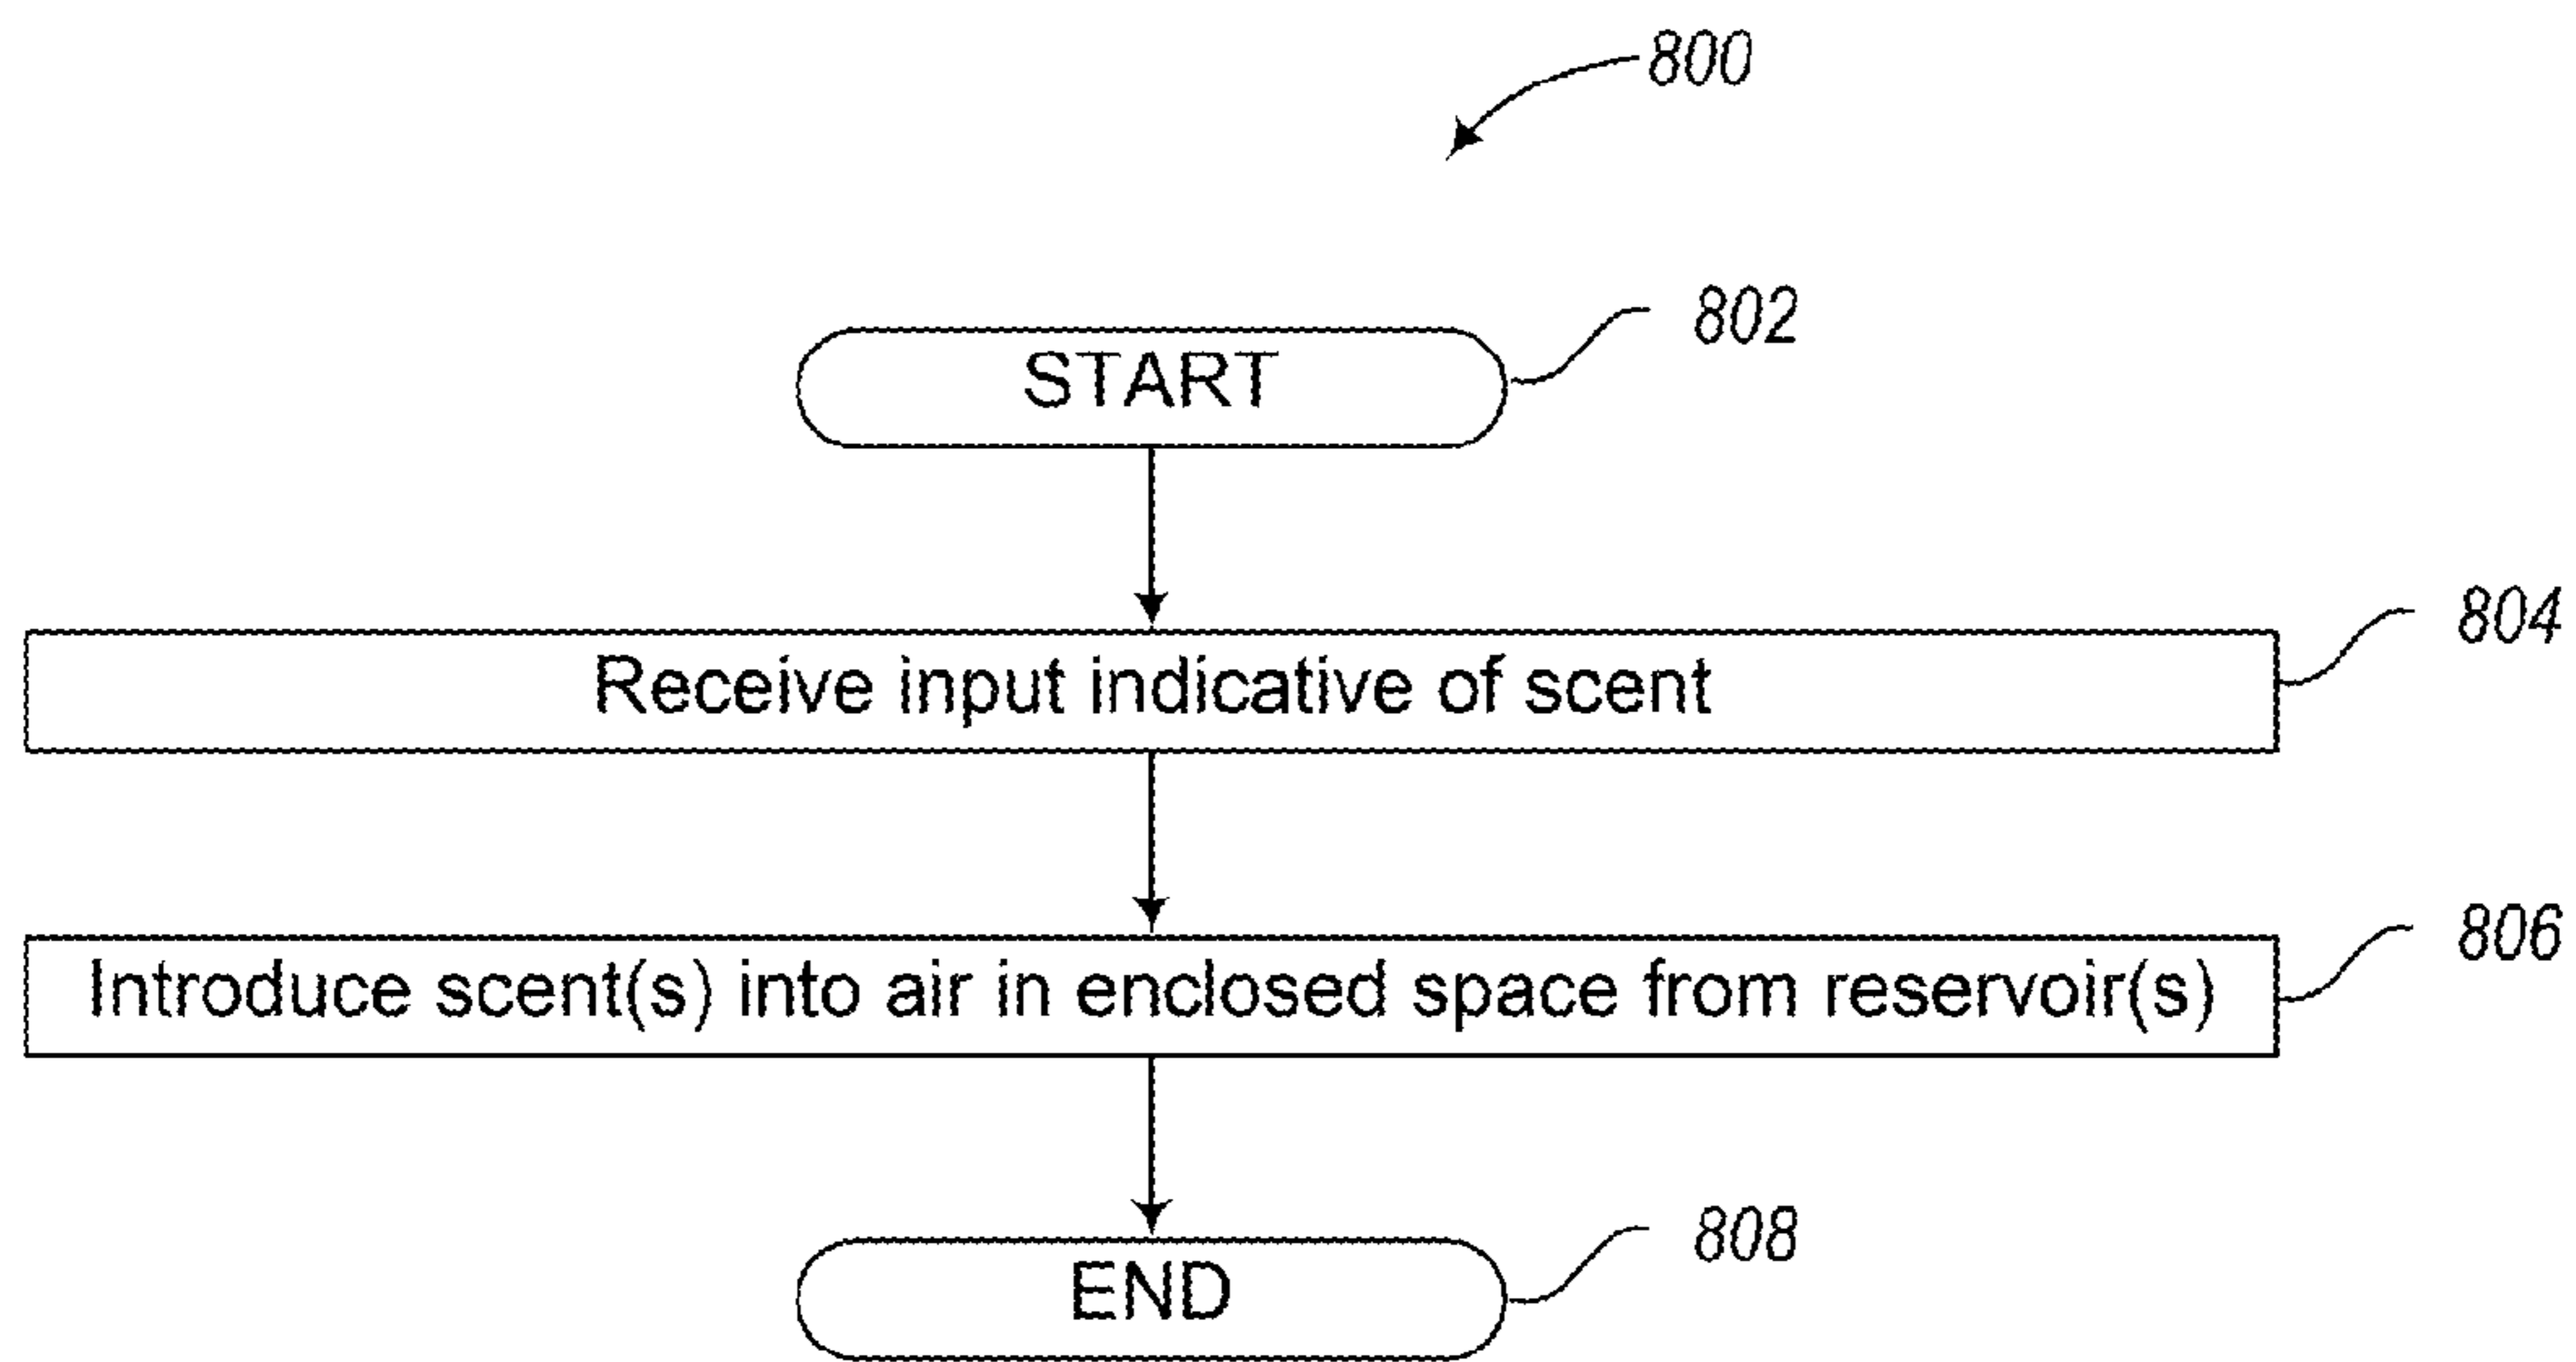 800
START
802
Receive input indicative of scent
804
Introduce scent(s) into air in enclosed space from reservoir(s)
806
END
808